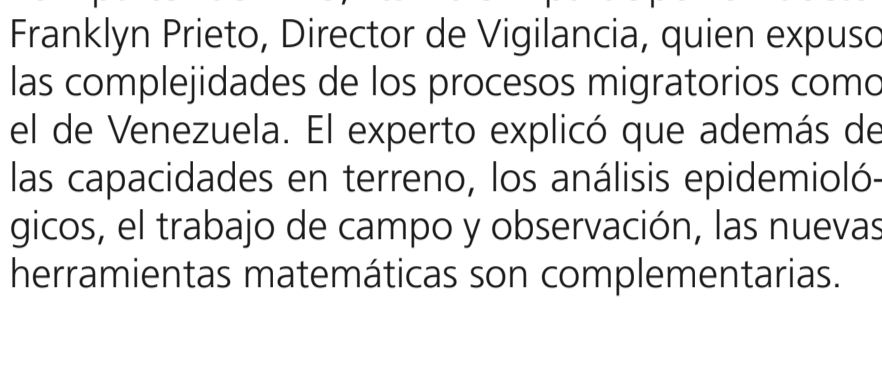 Franklyn Prieto, Director de Vigilancia, quien expuso
las complejidades de los procesos migratorios como
el de Venezuela. El experto explicó que además de
las capacidades en terreno, los análisis epidemioló-
gicos, el trabajo de campo y observación, las nuevas
herramientas matemáticas son complementarias.